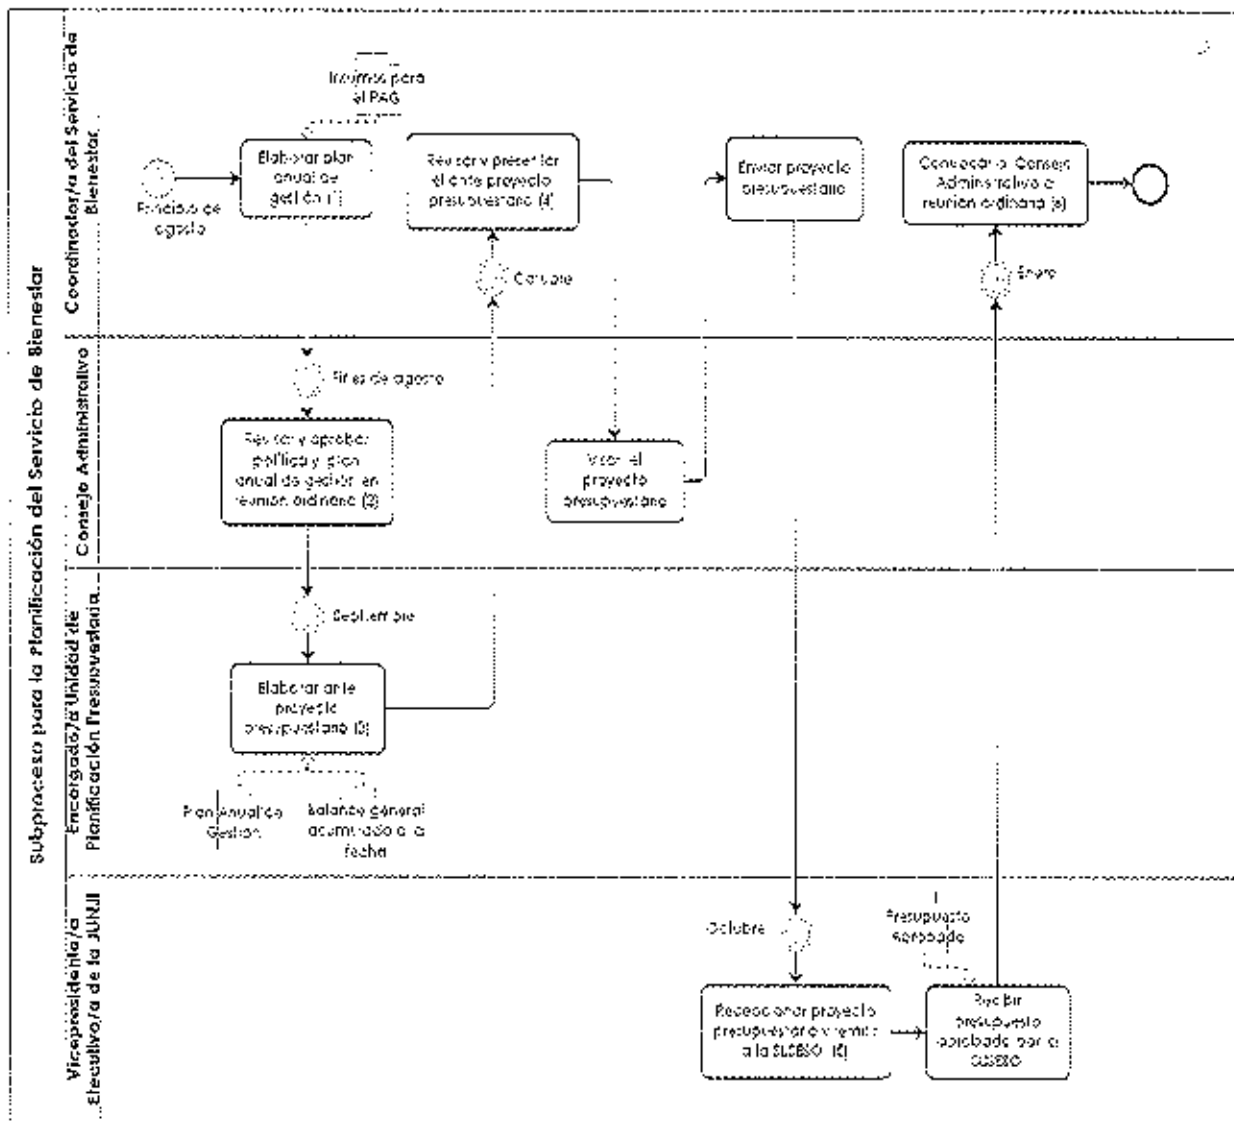 Subproceso para la Planificación del Servicio de Bienestar
Coordinador/a del Servicio de
Bienestar
Insumos para
el PAG
Principio de
agosto
Elaborar plan
anual de
gestión (1)
Revisar y presentar
el ante proyecto
presupuestario (4)
Enviar proyecto
presupuestario
Convocar a Consejo
Administrativo a
reunión ordinaria
Octubre
Enero
Consejo Administrativo
Fines de agosto
Revisar y aprobar
política y plan
anual de gestión en
reunión ordinaria (2)
Visar el
proyecto
presupuestario
Encargado/a Unidad de
Planificación Presupuestaria
Septiembre
Elaborar ante
proyecto
presupuestario (3)
Plan Anual de
Gestión
Balance general
acumulado a la
fecha
Vicepresidenta/a
Ejecutivo/a de la JUNJI
Octubre
Presupuesto
aprobado
Recepcionar proyecto
presupuestario y remitir
a la SUSESO (5)
Recibir
presupuesto
aprobado por la
SUSESO